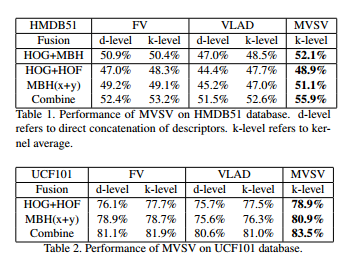 HMDB51 FV VLAD MVSV
Fusion d-level k-level d-level k-level
HOG+MBH 50.9% 50.4% 47.0% 48.5% 52.1%
HOG+HOF 47.0% 48.3% 44.4% 47.7% 48.9%
MBH(x+y) 49.2% 49.1% 45.2% 47.0% 51.1%
Combine 52.4% 53.2% 51.5% 52.6% 55.9%
Table 1. Performance of MVSV on HMDB51 database. d-level
refers to direct concatenation of descriptors. k-level refers to ker-
nel average.
UCF101 FV VLAD MVSV
Fusion d-level k-level d-level k-level
HOG+HOF 76.1% 77.7% 75.7% 77.5% 78.9%
MBH(x+y) 78.9% 78.7% 75.6% 76.3% 80.9%
Combine 81.1% 81.9% 80.6% 81.0% 83.5%
Table 2. Performance of MVSV on UCF101 database.